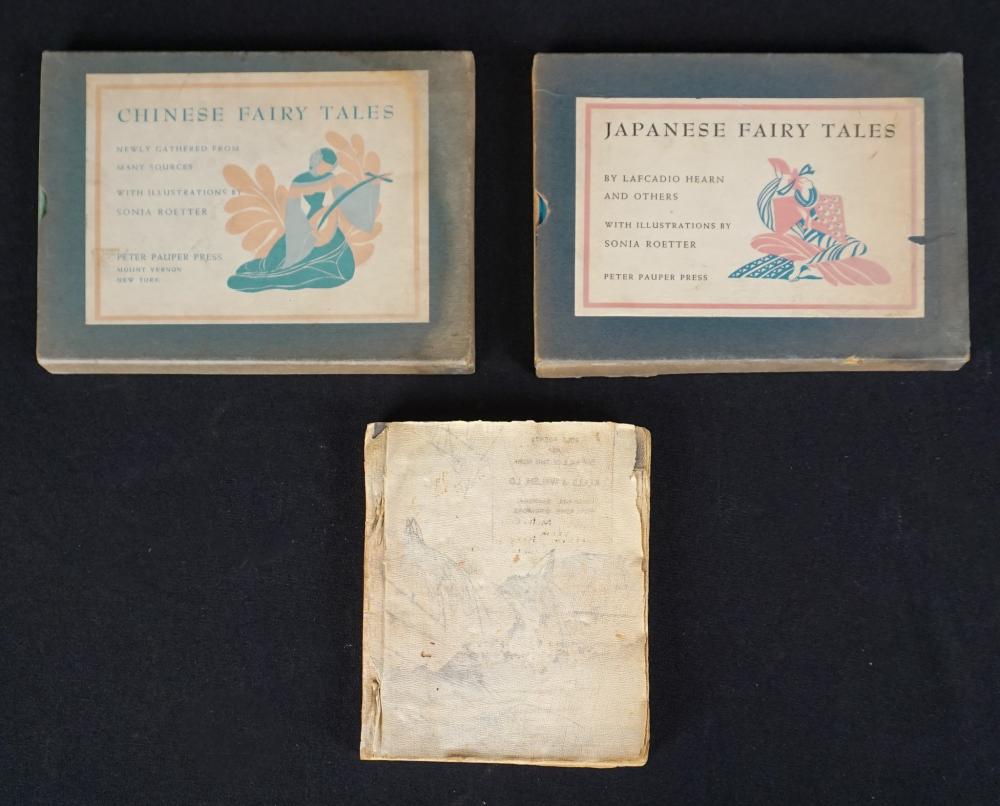 CHINESE FAIRY TALES
NEWLY GATHERED FROM
MANY SOURCES
WITH ILLUSTRATIONS BY
SONIA ROETTER
PETER PAUPER PRESS
MOUNT VERNON
NEW YORK
JAPANESE FAIRY TALES
BY LAFCADIO HEARN
AND OTHERS
WITH ILLUSTRATIONS BY
SONIA ROETTER
PETER PAUPER PRESS